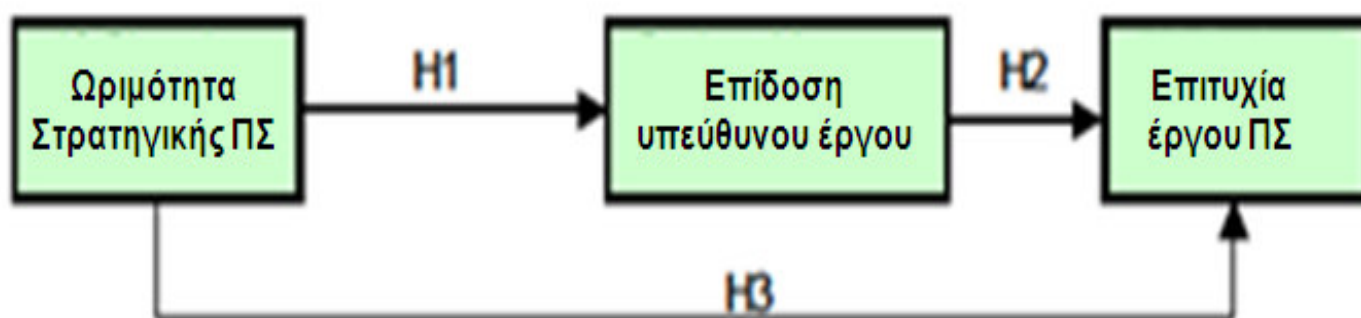 Ωριμότητα
Στρατηγικής ΠΣ
H1
Επίδοση
υπεύθυνου έργου
H2
Επιτυχία
έργου ΠΣ
H3